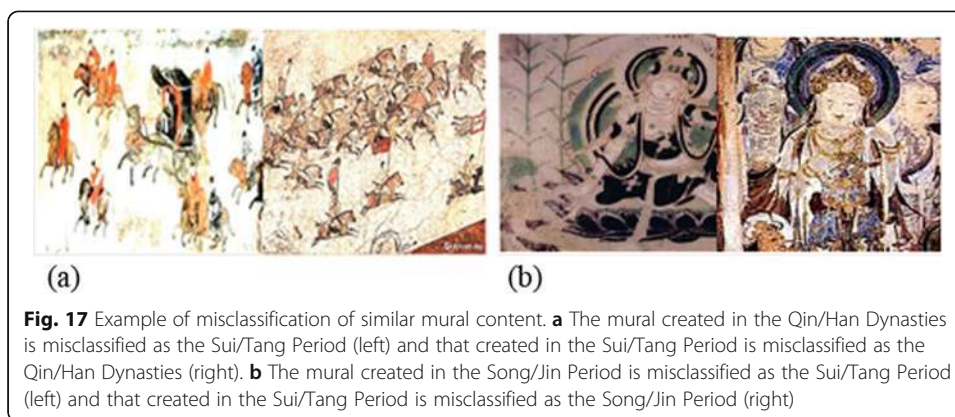 (a)
(b)
Fig. 17 Example of misclassification of similar mural content. a The mural created in the Qin/Han Dynasties
is misclassified as the Sui/Tang Period (left) and that created in the Sui/Tang Period is misclassified as the
Qin/Han Dynasties (right). b The mural created in the Song/Jin Period is misclassified as the Sui/Tang Period
(left) and that created in the Sui/Tang Period is misclassified as the Song/Jin Period (right)